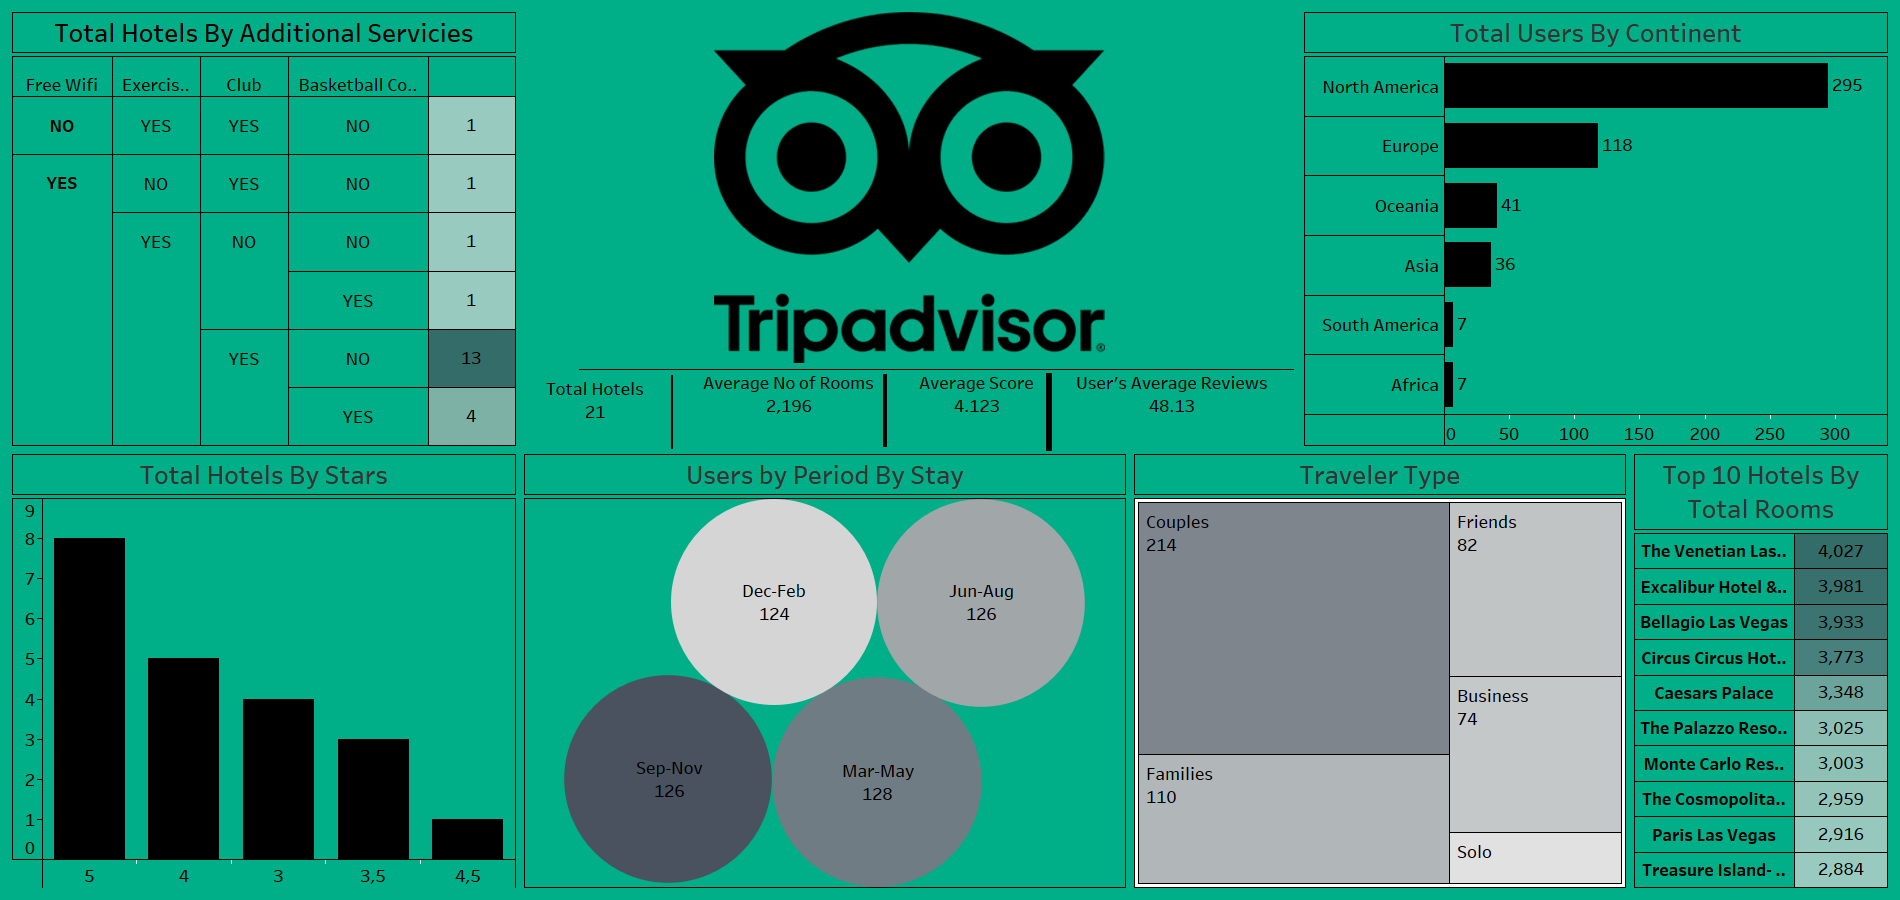 Total Hotels By Additional Servicies
Free Wifi Exercis.. Club Basketball Co..
NO YES YES NO 1
YES NO YES NO 1
YES NO NO 1
YES 1
YES NO 13
YES 4
Tripadvisor®
Total Hotels
21
Average No of Rooms
2,196
Average Score
4.123
User’s Average Reviews
48.13
Total Users By Continent
North America 295
Europe 118
Oceania 41
Asia 36
South America 7
Africa 7
0 50 100 150 200 250 300
Total Hotels By Stars
9
8
7
6
5
4
3
2
1
0
5 4 3 3,5 4,5
Users by Period By Stay
Dec-Feb
124
Jun-Aug
126
Sep-Nov
126
Mar-May
128
Traveler Type
Couples
214
Friends
82
Business
74
Families
110
Solo
Top 10 Hotels By
Total Rooms
The Venetian Las.. 4,027
Excalibur Hotel &.. 3,981
Bellagio Las Vegas 3,933
Circus Circus Hot.. 3,773
Caesars Palace 3,348
The Palazzo Reso.. 3,025
Monte Carlo Res.. 3,003
The Cosmopolita.. 2,959
Paris Las Vegas 2,916
Treasure Island- .. 2,884